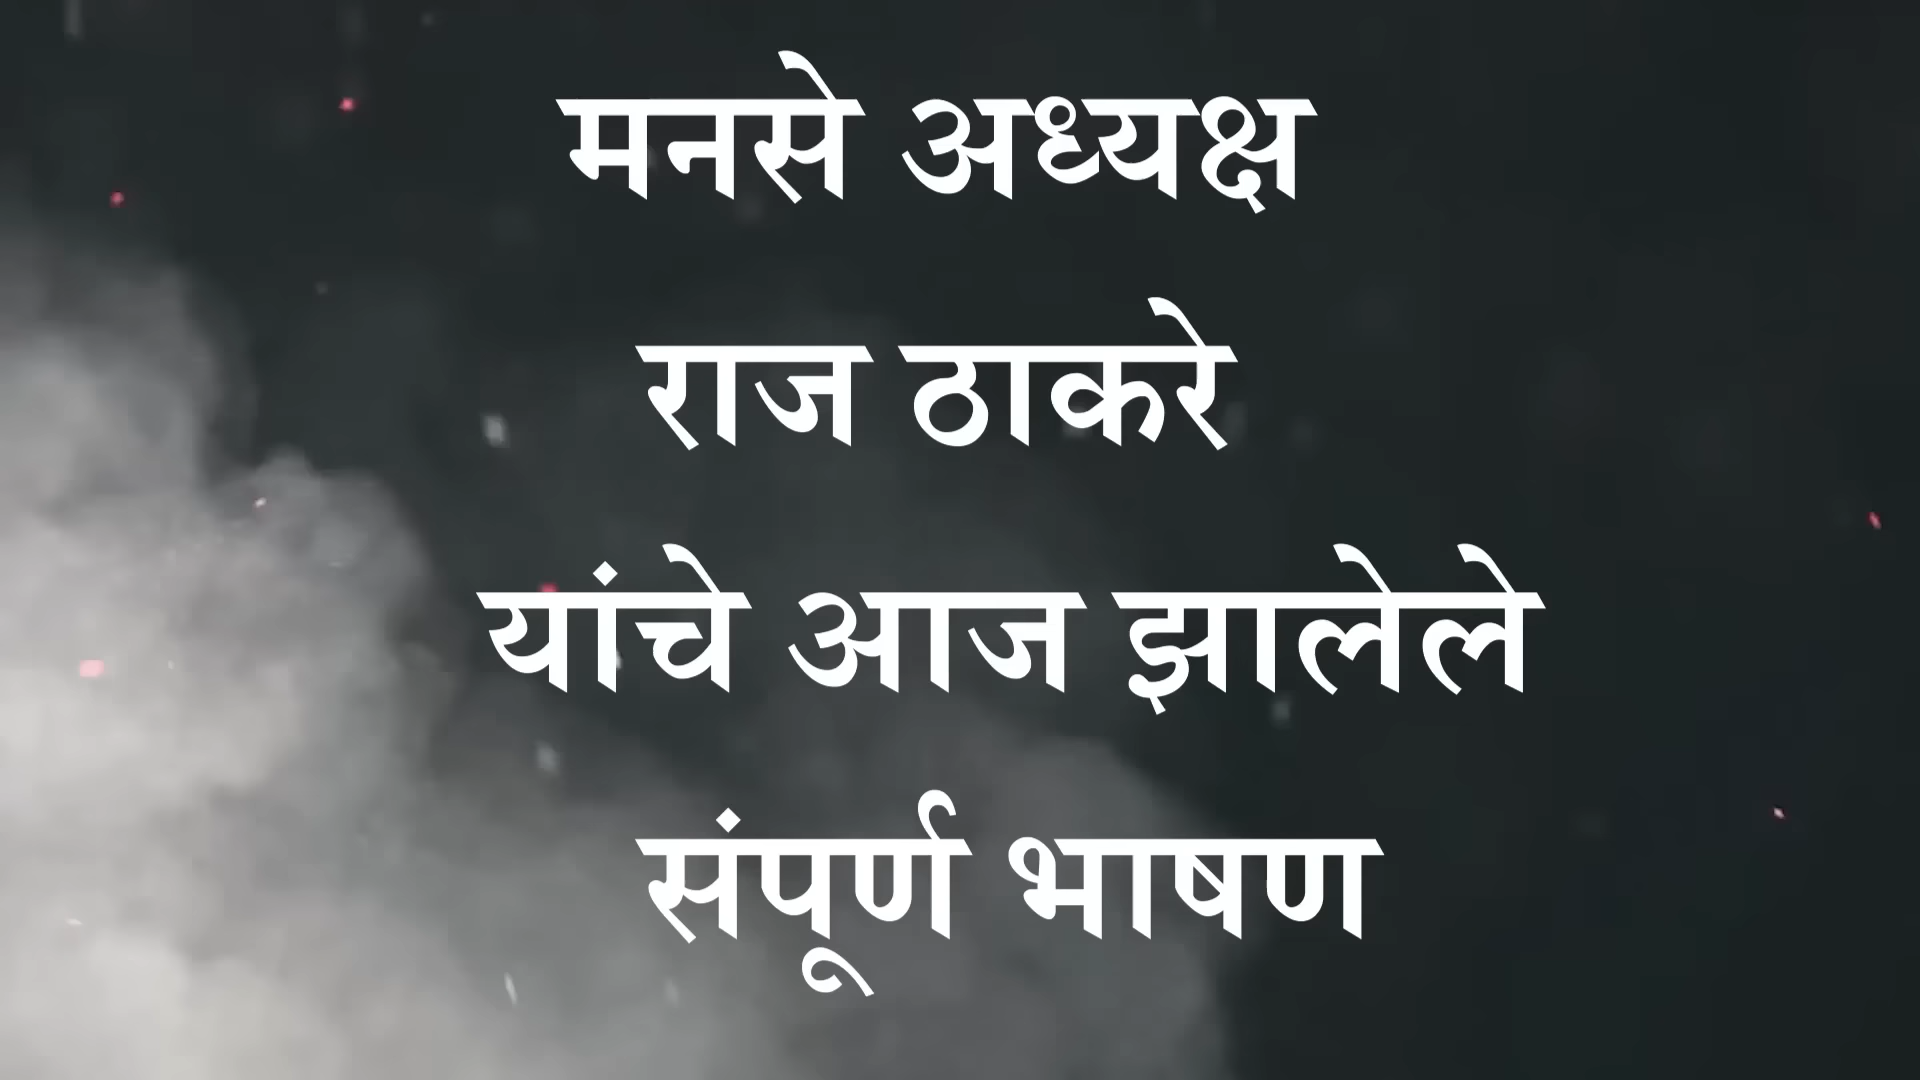 मनसे अध्यक्ष
राज ठाकरे
यांचे आज झालेले
संपूर्ण भाषण